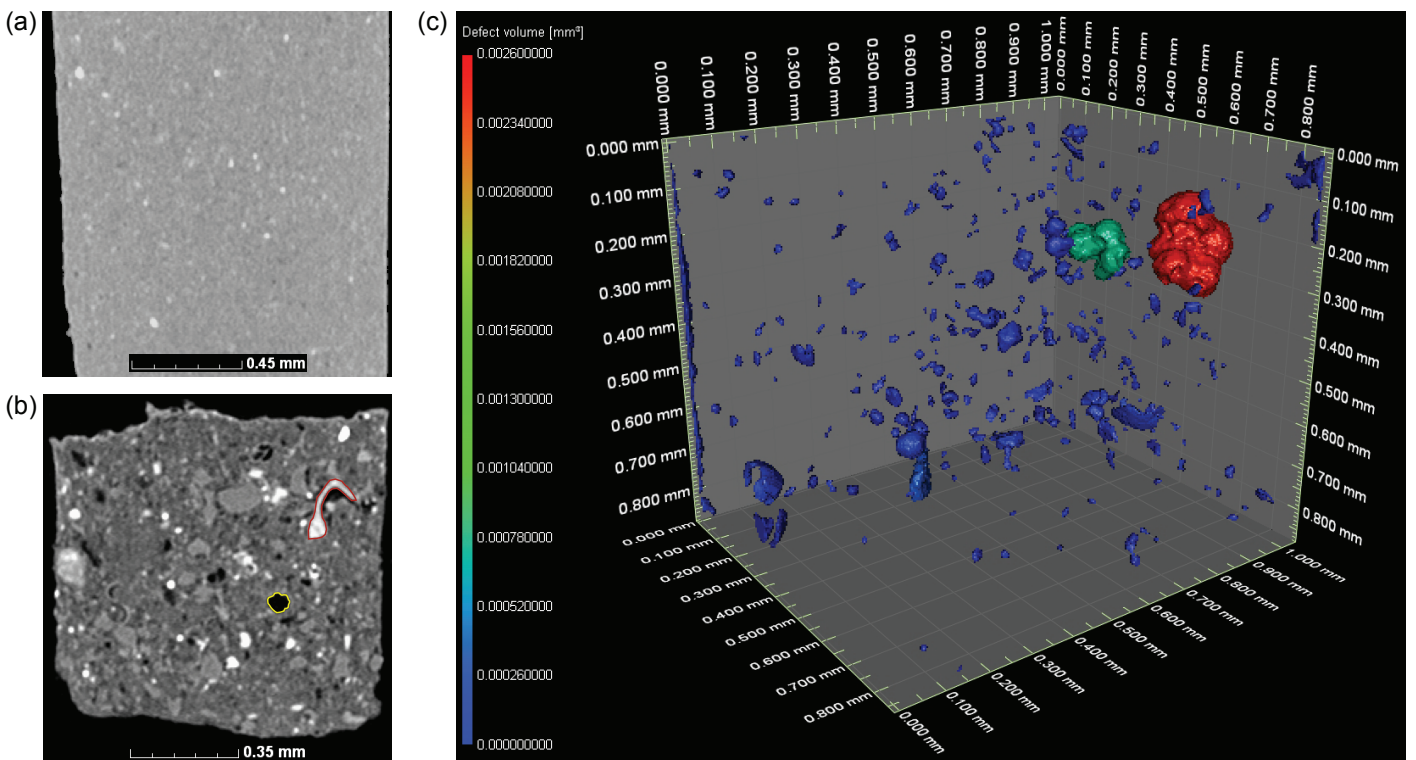 (a)
0.45 mm
(b)
0.35 mm
(c)
Defect volume [mm³]
0.002600000
0.002340000
0.002080000
0.001820000
0.001560000
0.001300000
0.001040000
0.000780000
0.000520000
0.000260000
0.000000000
0.000 mm
0.100 mm
0.200 mm
0.300 mm
0.400 mm
0.500 mm
0.600 mm
0.700 mm
0.800 mm
0.900 mm
1.000 mm
0.000 mm
0.100 mm
0.200 mm
0.300 mm
0.400 mm
0.500 mm
0.600 mm
0.700 mm
0.800 mm
0.000 mm
0.100 mm
0.200 mm
0.300 mm
0.400 mm
0.500 mm
0.600 mm
0.700 mm
0.800 mm
0.000 mm
0.100 mm
0.200 mm
0.300 mm
0.400 mm
0.500 mm
0.600 mm
0.700 mm
0.800 mm
0.000 mm
0.100 mm
0.200 mm
0.300 mm
0.400 mm
0.500 mm
0.600 mm
0.700 mm
0.800 mm
0.000 mm
0.100 mm
0.200 mm
0.300 mm
0.400 mm
0.500 mm
0.600 mm
0.700 mm
0.800 mm
0.900 mm
1.000 mm